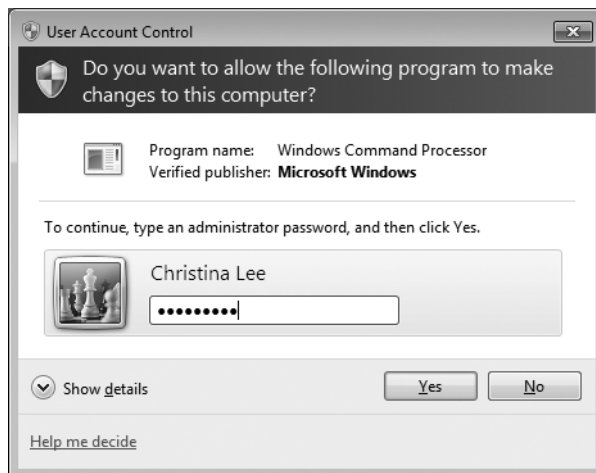 User Account Control
Do you want to allow the following program to make
changes to this computer?
Program name: Windows Command Processor
Verified publisher: Microsoft Windows
To continue, type an administrator password, and then click Yes.
Christina Lee
•••••••••
Show details
Yes
No
Help me decide